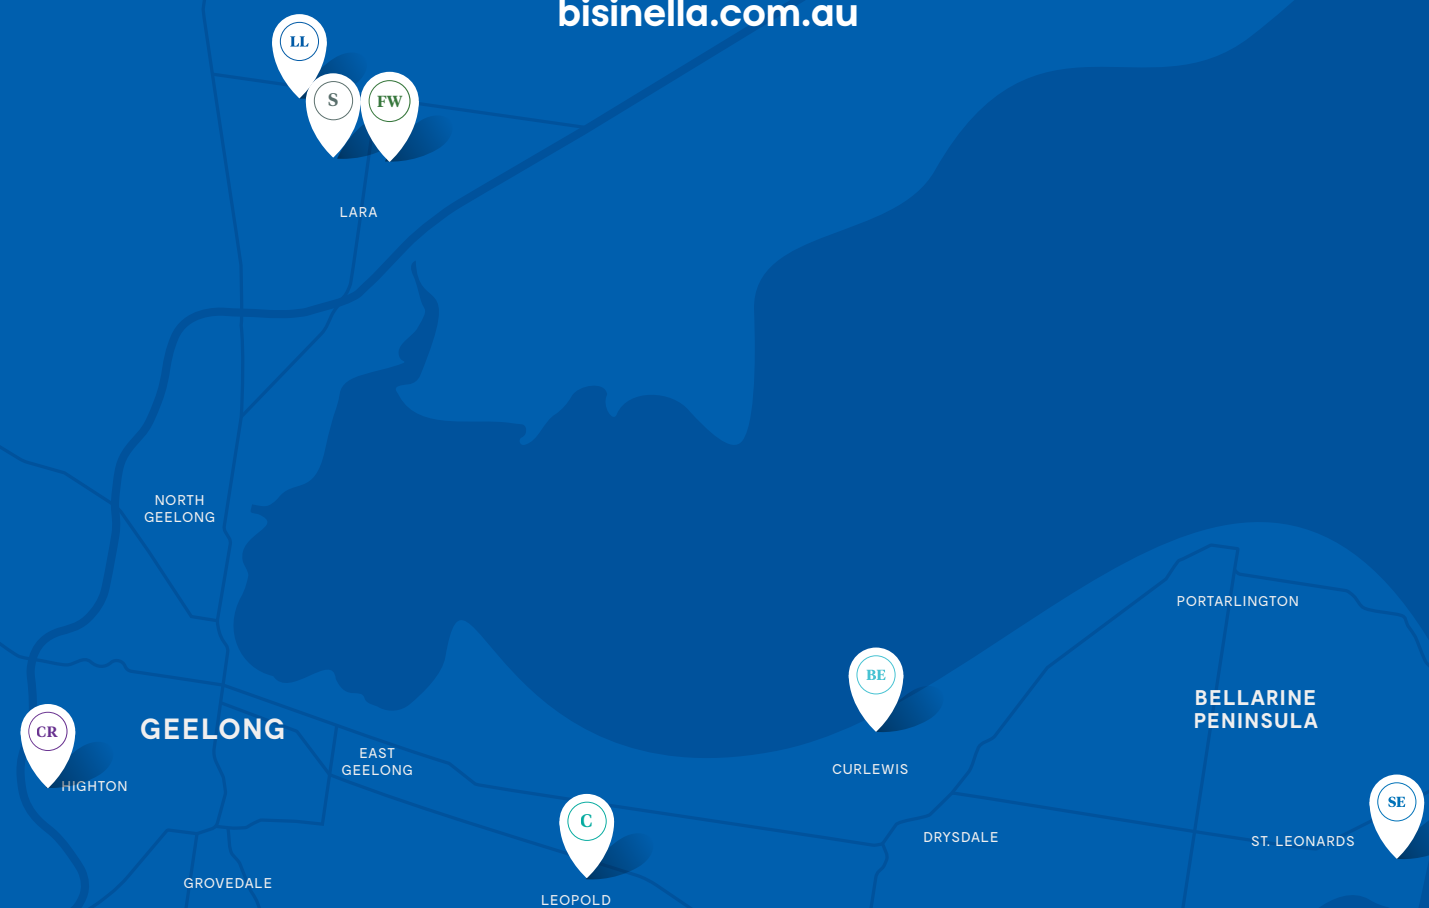 bisinella.com.au
LL
S
FW
LARA
NORTH
GEELONG
PORTARLINGTON
BE
BELLARINE
PENINSULA
CR
GEELONG
EAST
GEELONG
CURLEWIS
HIGHTON
SE
C
DRYSDALE
ST. LEONARDS
GROVEDALE
LEOPOLD